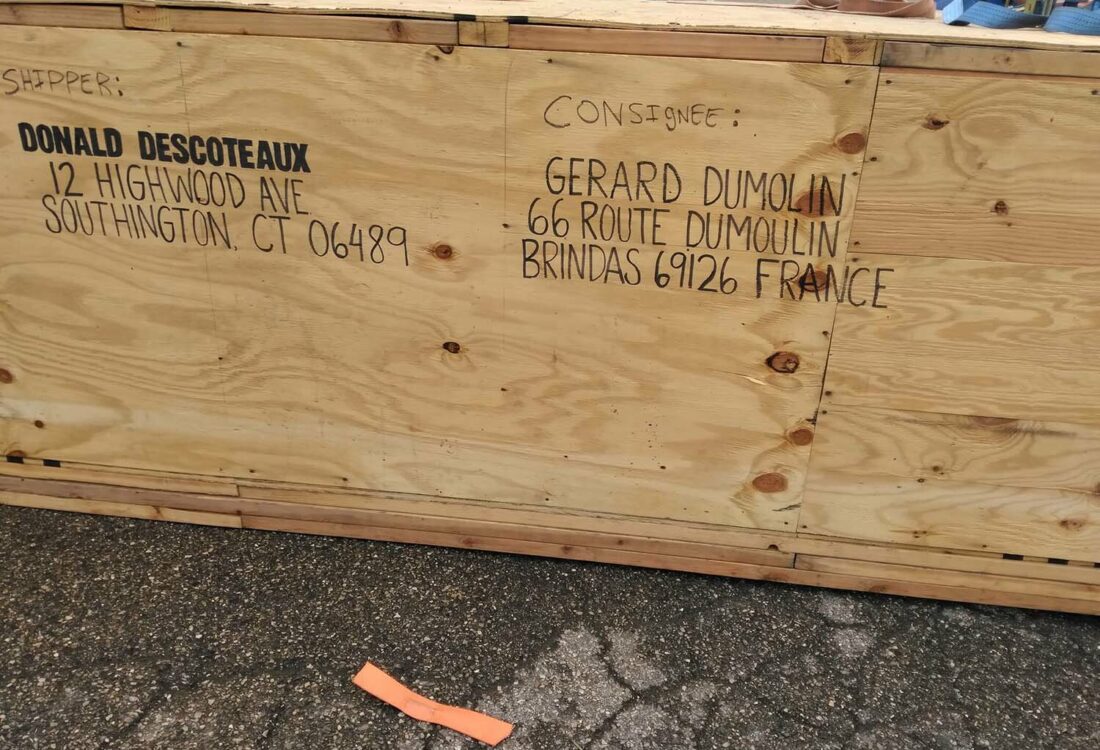 SHIPPER:
DONALD DESCOTEAUX
12 HIGHWOOD AVE
SOUTHINGTON, CT 06489
CONSIGNEE:
GERARD DUMOLIN
66 ROUTE DUMOULIN
BRINDAS 69126 FRANCE